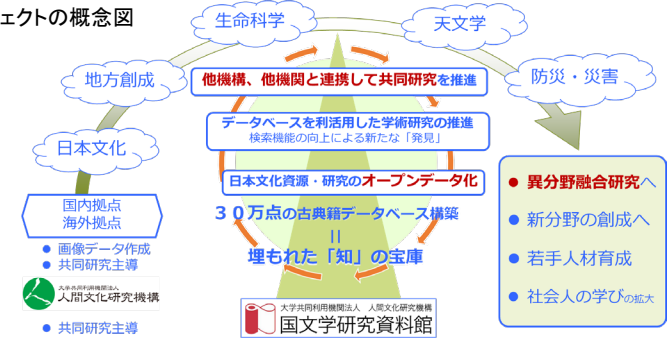 ェクトの概念図
生命科学
天文学
地方創成
防災・災害
日本文化
他機構、他機関と連携して共同研究を推進
データベースを利活用した学術研究の推進
検索機能の向上による新たな「発見」
日本文化資源・研究のオープンデータ化
３０万点の古典籍データベース構築
＝
埋もれた「知」の宝庫
国内拠点
海外拠点
● 画像データ作成
● 共同研究主導
大学共同利用機関法人
人間文化研究機構
● 共同研究主導
大学共同利用機関法人 人間文化研究機構
国文学研究資料館
● 異分野融合研究へ
● 新分野の創成へ
● 若手人材育成
● 社会人の学びの拡大